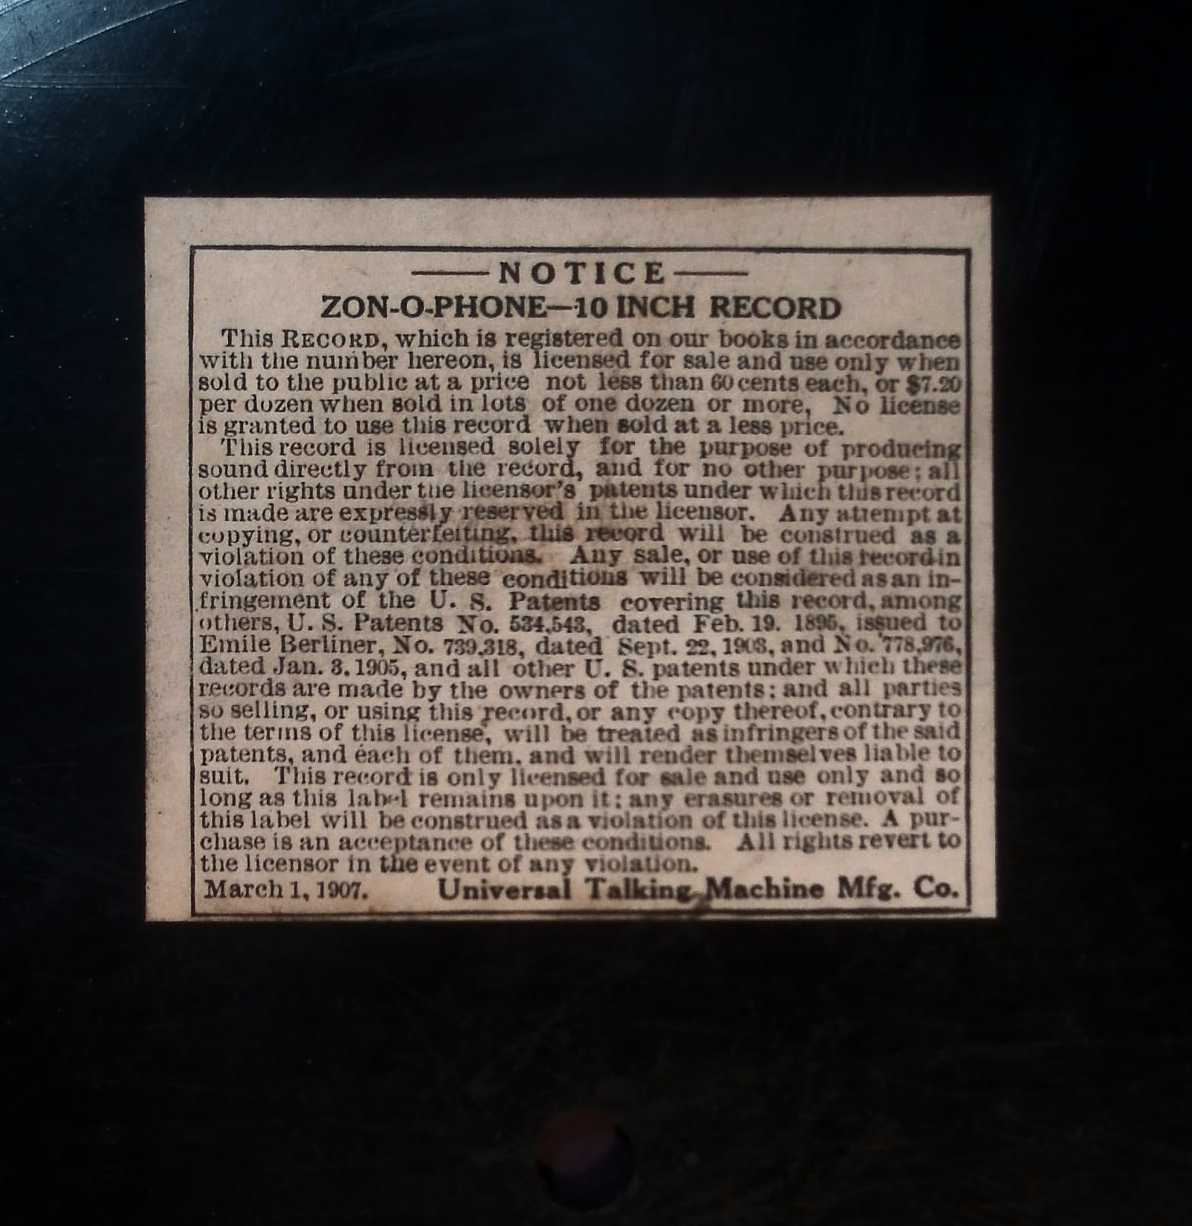 NOTICE
ZON-O-PHONE—10 INCH RECORD
This RECORD, which is registered on our books in accordance
with the number hereon, is licensed for sale and use only when
sold to the public at a price not less than 60 cents each, or $7.20
per dozen when sold in lots of one dozen or more, No license
is granted to use this record when sold at a less price.
This record is licensed solely for the purpose of producing
sound directly from the record, and for no other purpose; all
other rights under the licensor's patents under which this record
is made are expressly reserved in the licensor. Any attempt at
copying, or counterfeiting, this record will be construed as a
violation of these conditions. Any sale, or use of this record in
violation of any of these conditions will be considered as an in-
fringement of the U. S. Patents covering this record, among
others, U. S. Patents No. 534,543, dated Feb. 19. 1895, issued to
Emile Berliner, No. 739,318, dated Sept. 22, 1903, and No. 778,976,
dated Jan. 3. 1905, and all other U. S. patents under which these
records are made by the owners of the patents; and all parties
so selling, or using this record, or any copy thereof, contrary to
the terms of this license, will be treated as infringers of the said
patents, and each of them, and will render themselves liable to
suit. This record is only licensed for sale and use only and so
long as this label remains upon it; any erasures or removal of
this label will be construed as a violation of this license. A pur-
chase is an acceptance of these conditions. All rights revert to
the licensor in the event of any violation.
March 1, 1907. Universal Talking Machine Mfg. Co.